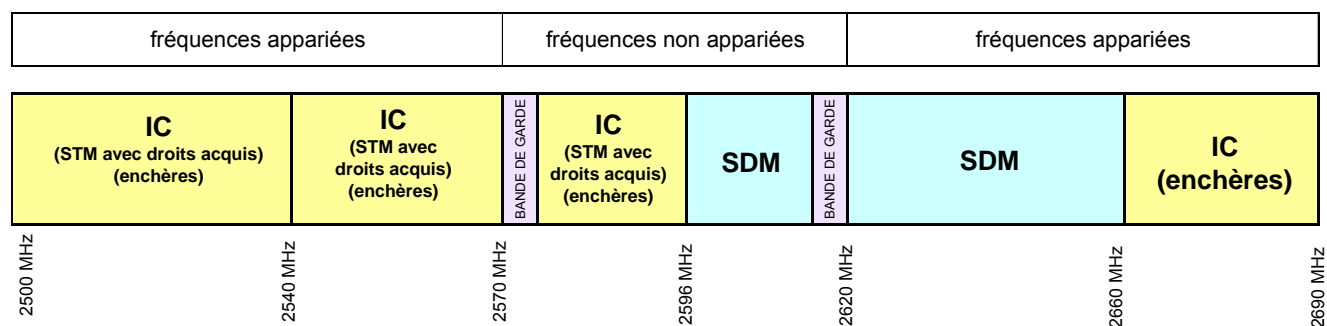 fréquences appariées
fréquences non appariées
fréquences appariées
IC
(STM avec droits acquis)
(enchères)
IC
(STM avec
droits acquis)
(enchères)
BANDE DE GARDE
IC
(STM avec
droits acquis)
(enchères)
SDM
BANDE DE GARDE
SDM
IC
(enchères)
2500 MHz
2540 MHz
2570 MHz
2596 MHz
2620 MHz
2660 MHz
2690 MHz